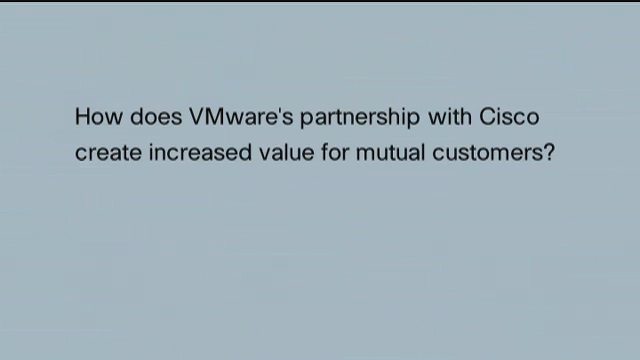 How does VMware's partnership with Cisco
create increased value for mutual customers?